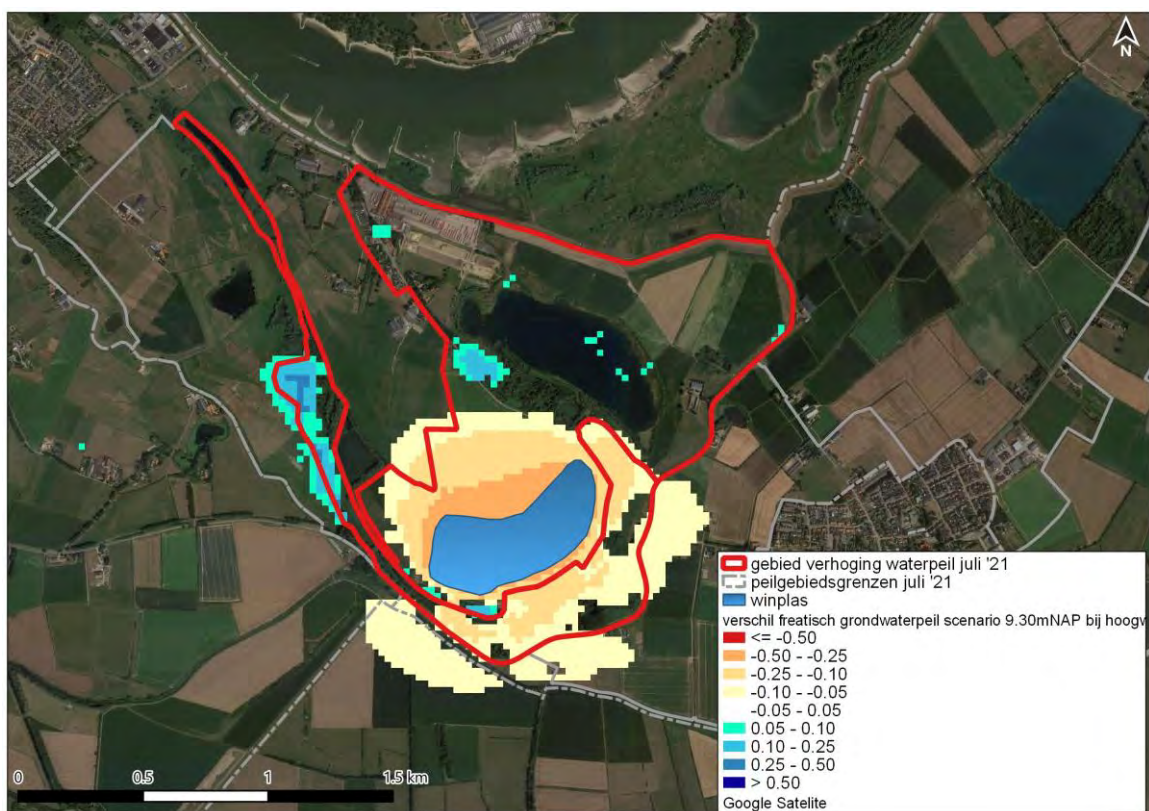 N
gebied verhoging waterpeil juli '21
peilgebiedsgrenzen juli '21
winplas
verschil freatisch grondwaterpeil scenario 9.30mNAP bij hoogw
<= -0.50
-0.50 - -0.25
-0.25 - -0.10
-0.10 - -0.05
-0.05 - 0.05
0.05 - 0.10
0.10 - 0.25
0.25 - 0.50
> 0.50
Google Satelite
0 0.5 1 1.5 km